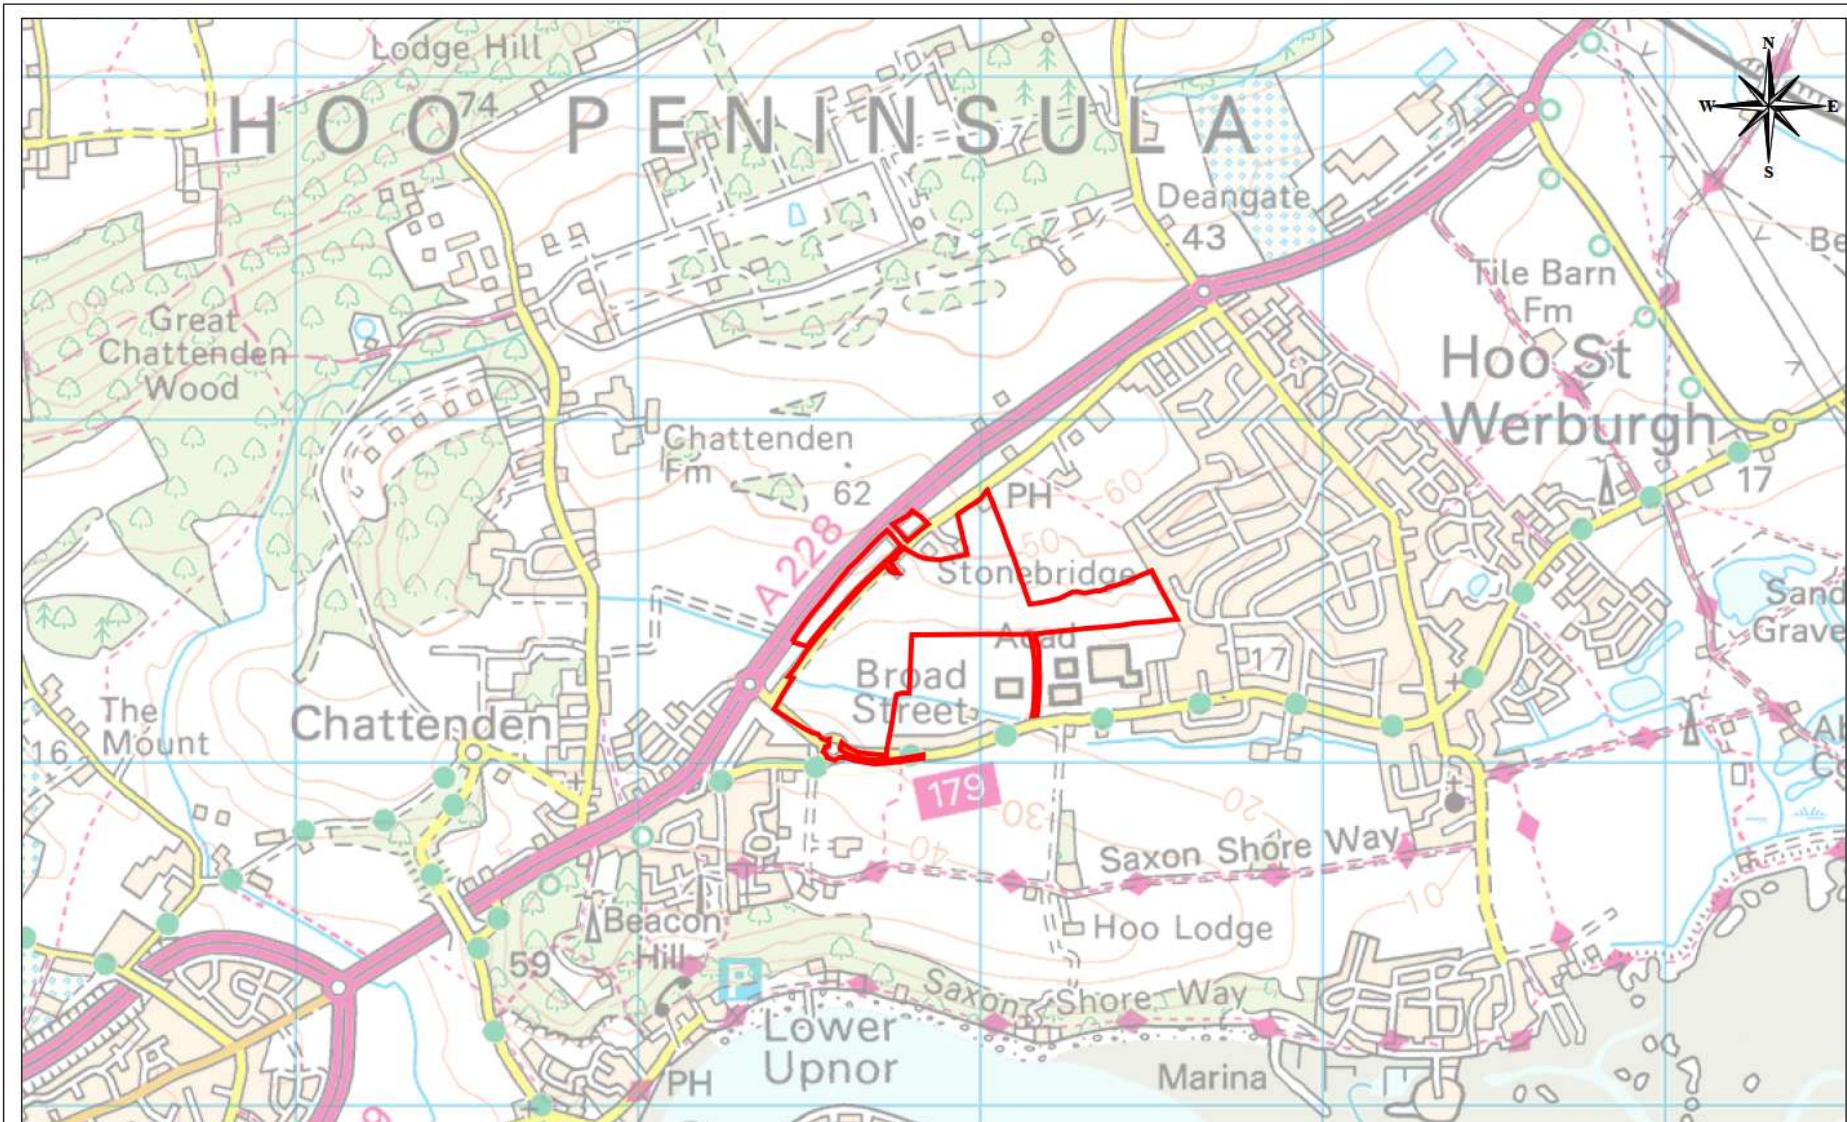 Lodge Hill
74
HOO PENINSULA
N
W
E
S
Deangate
43
Be
Tile Barn
Fm
Great
Chattenden
Wood
Hoo St
Werburgh
Chattenden
Fm
62
PH
60
17
A 228
50
Stonebridge
Sand
Grave
Acad
17
Broad
Street
The
Mount
16
Chattenden
179
30
20
40
Saxon Shore Way
10
Beacon
Hill
59
Hoo Lodge
P
Saxon Shore Way
Lower
Upnor
PH
Marina
9